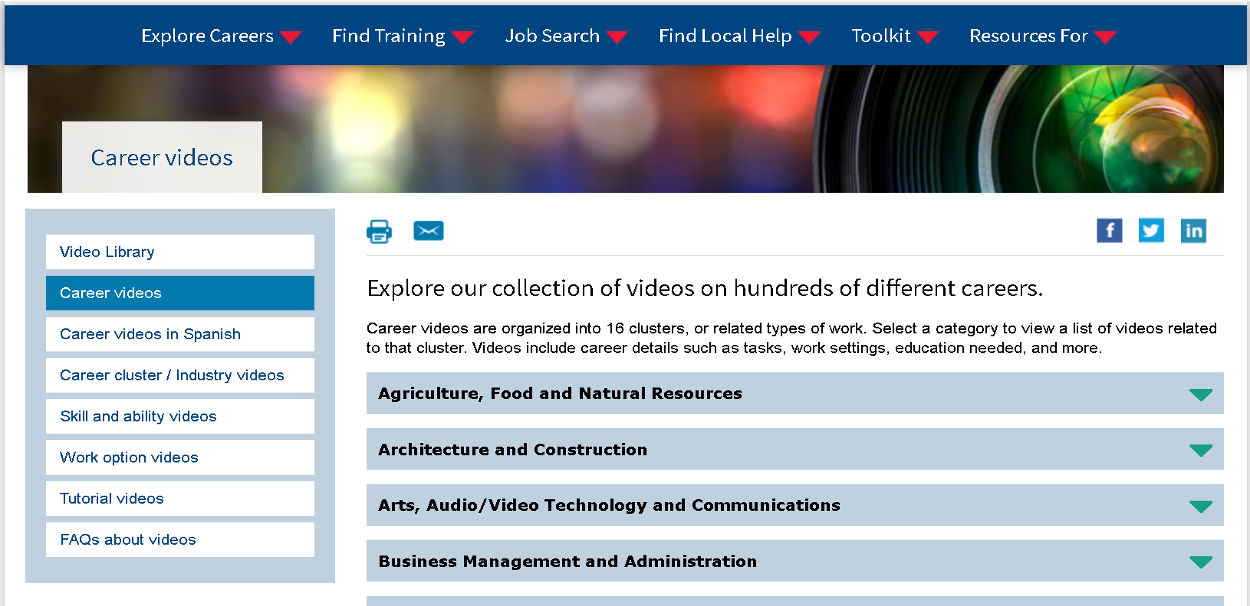 Explore Careers
Find Training
Job Search
Find Local Help
Toolkit
Resources For
Career videos
Video Library
Career videos
Career videos in Spanish
Career cluster / Industry videos
Skill and ability videos
Work option videos
Tutorial videos
FAQs about videos
f
in
Explore our collection of videos on hundreds of different careers.
Career videos are organized into 16 clusters, or related types of work. Select a category to view a list of videos related
to that cluster. Videos include career details such as tasks, work settings, education needed, and more.
Agriculture, Food and Natural Resources
Architecture and Construction
Arts, Audio/Video Technology and Communications
Business Management and Administration